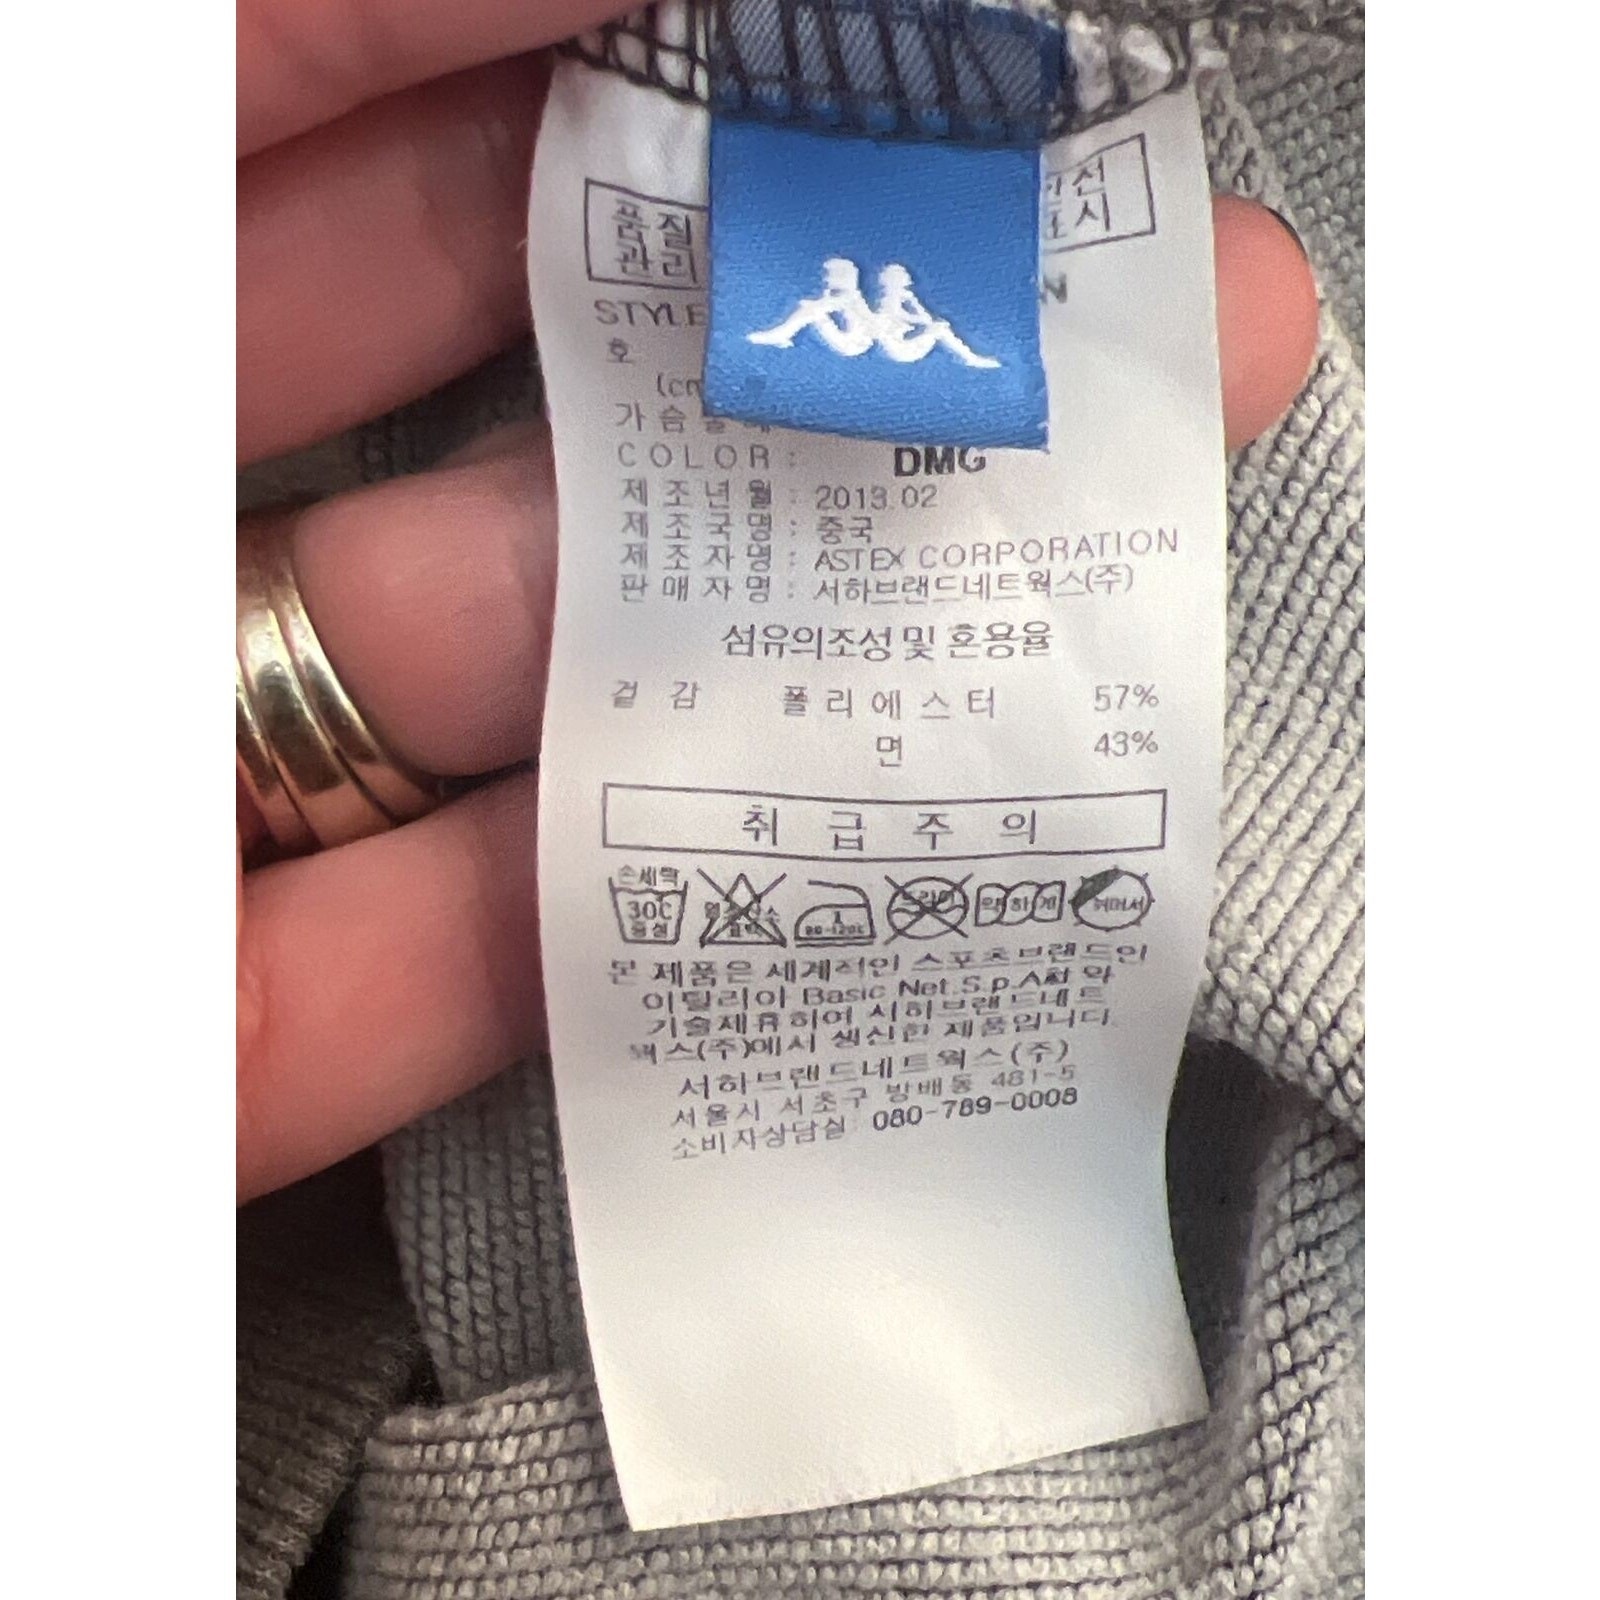 품질
관리
표시
STYLE
호
COLOR : DMG
제조년월 : 2013.02
제조국명 : 중국
제조자명 : ASTEX CORPORATION
판매자명 : 서하브랜드네트웍스(주)
섬유의조성 및 혼용율
겉감 폴리에스터 57%
면 43%
취급주의
손세탁
30C
중성
80-120C
드라이
약하게
본 제품은 세계적인 스포츠브랜드인
이탈리아 Basic Net.S.p.A社 와
기술제휴하여 서하브랜드네트
웍스(주)에서 생산한 제품입니다.
서하브랜드네트웍스(주)
서울시 서초구 방배동 481-5
소비자상담실 080-789-0008